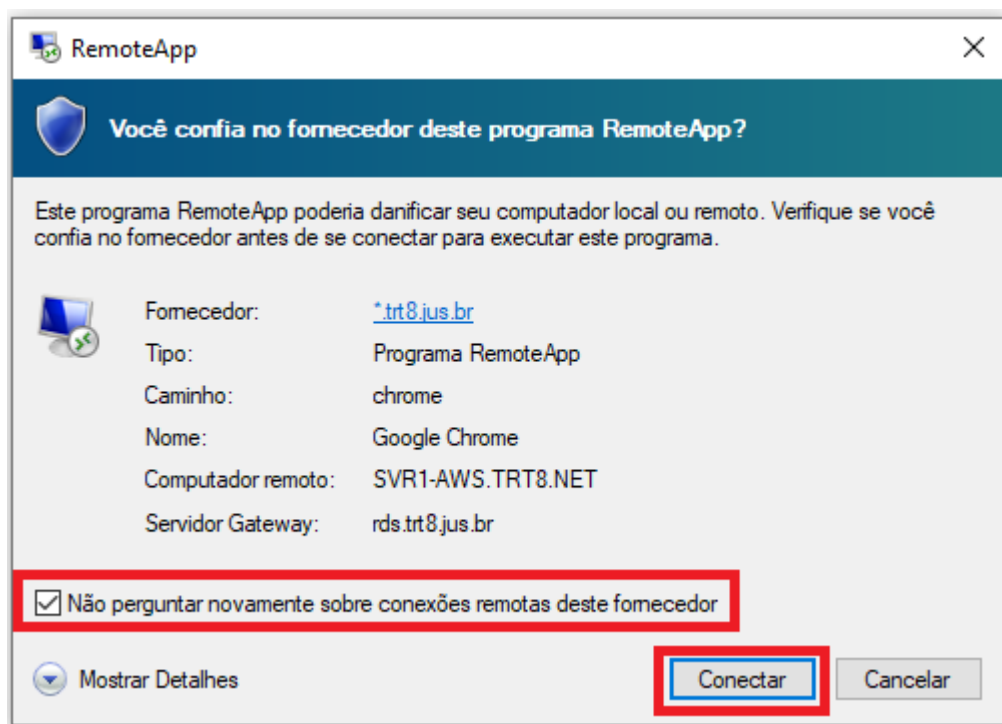 RemoteApp
Você confia no fornecedor deste programa RemoteApp?
Este programa RemoteApp poderia danificar seu computador local ou remoto. Verifique se você
confia no fornecedor antes de se conectar para executar este programa.
Fornecedor: *.trt8.jus.br
Tipo: Programa RemoteApp
Caminho: chrome
Nome: Google Chrome
Computador remoto: SVR1-AWS.TRT8.NET
Servidor Gateway: rds.trt8.jus.br
Não perguntar novamente sobre conexões remotas deste fornecedor
Mostrar Detalhes Conectar Cancelar